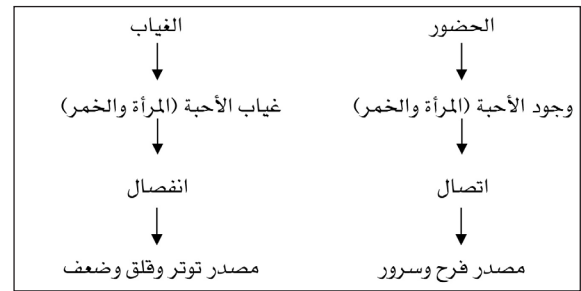 الحضور
الغياب
وجود الأحبة (المرأة والخمر)
غياب الأحبة (المرأة والخمر)
اتصال
انفصال
مصدر فرح وسرور
مصدر توتر وقلق وضعف